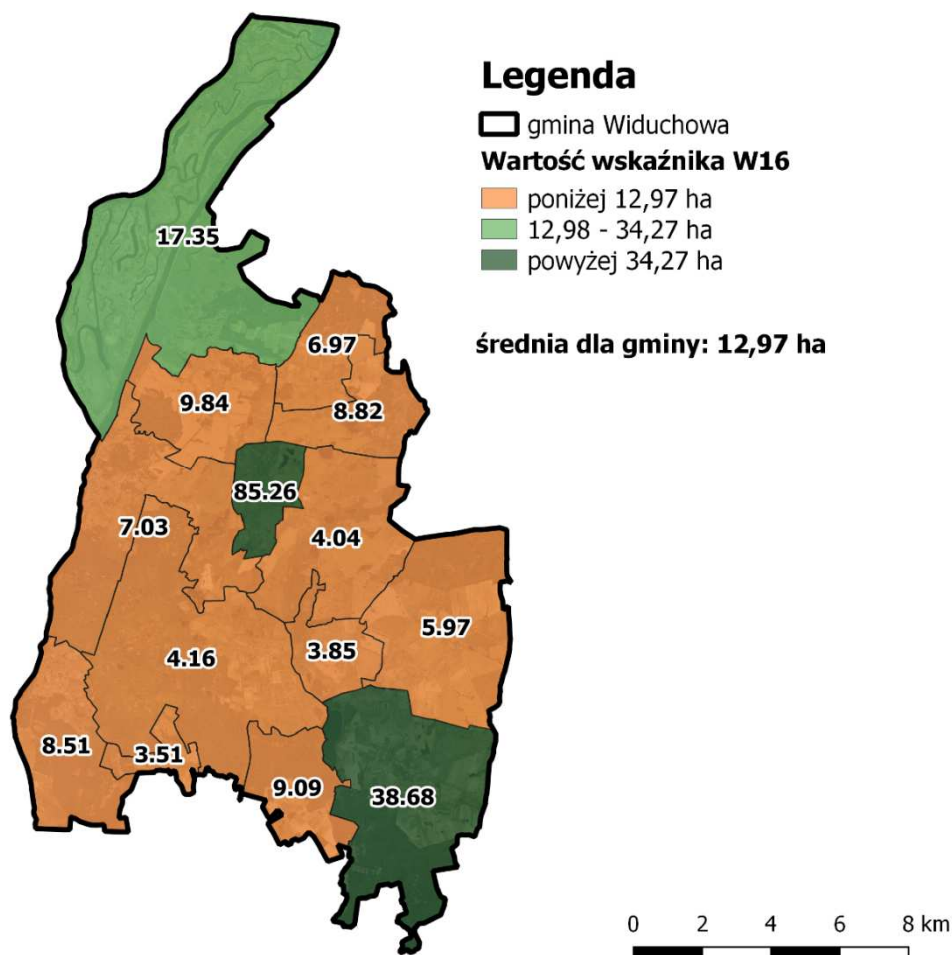 Legenda
gmina Widuchowa
Wartość wskaźnika W16
poniżej 12,97 ha
12,98 - 34,27 ha
powyżej 34,27 ha
średnia dla gminy: 12,97 ha
17.35
6.97
9.84
8.82
85.26
7.03
4.04
5.97
3.85
4.16
8.51
3.51
9.09
38.68
0 2 4 6 8 km